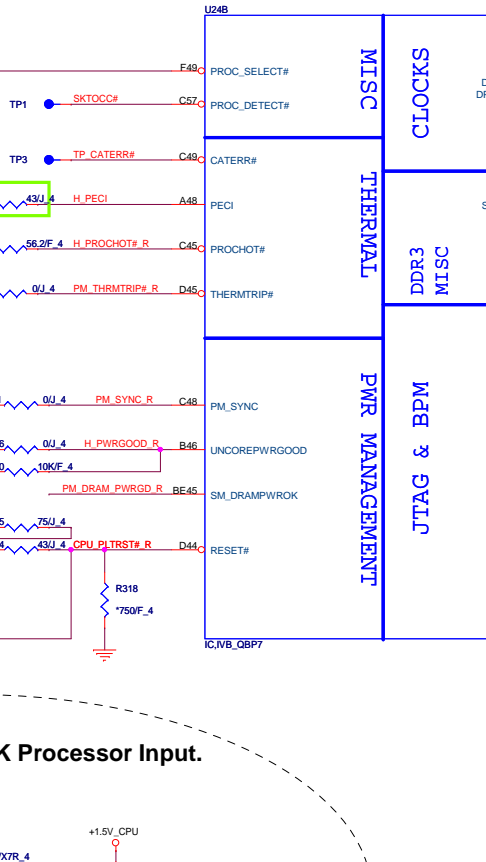 U24B
F49 PROC_SELECT#
TP1 SKTOCC# C57 PROC_DETECT#
MISC
CLOCKS
TP3 TP_CATERR# C49 CATERR#
43/J_4 H_PECI A48 PECI
56.2/F_4 H_PROCHOT#_R C45 PROCHOT#
0/J_4 PM_THRMTRIP#_R D45 THERMTRIP#
THERMAL
DDR3
MISC
0/J_4 PM_SYNC_R C48 PM_SYNC
0/J_4 H_PWRGOOD_R B46 UNCOREPWRGOOD
10K/F_4
PM_DRAM_PWRGD_R BE45 SM_DRAMPWROK
75/J_4
43/J_4 CPU_PLTRST#_R D44 RESET#
PWR MANAGEMENT
JTAG & BPM
R318
*750/F_4
IC,IVB_QBP7
K Processor Input.
+1.5V_CPU
/X7R_4